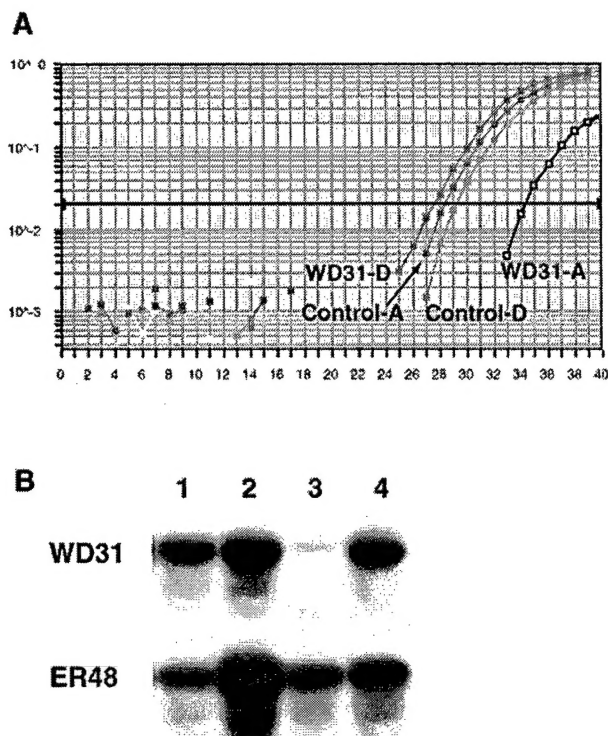 A
10^ 0
10^-1
10^-2
10^-3
WD31-D
WD31-A
Control-A
Control-D
0 2 4 6 8 10 12 14 15 16 18 20 22 24 26 28 30 32 34 36 38 40
B
1 2 3 4
WD31
ER48